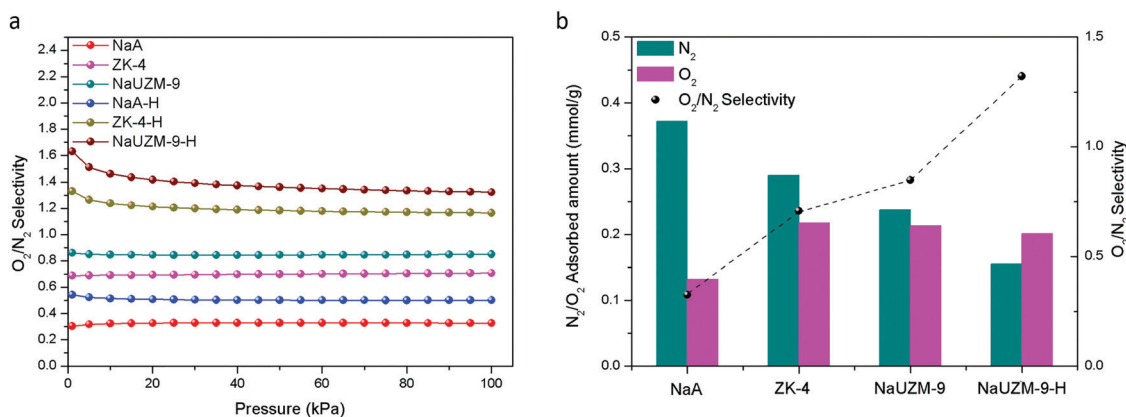 a
O2/N2 Selectivity
2.4
2.2
2.0
1.8
1.6
1.4
1.2
1.0
0.8
0.6
0.4
0.2
0.0
NaA
ZK-4
NaUZM-9
NaA-H
ZK-4-H
NaUZM-9-H
0 20 40 60 80 100
Pressure (kPa)
b
N2/O2 Adsorbed amount (mmol/g)
0.5
0.4
0.3
0.2
0.1
0.0
N2
O2
O2/N2 Selectivity
1.5
1.0
0.5
0.0
O2/N2 Selectivity
NaA ZK-4 NaUZM-9 NaUZM-9-H